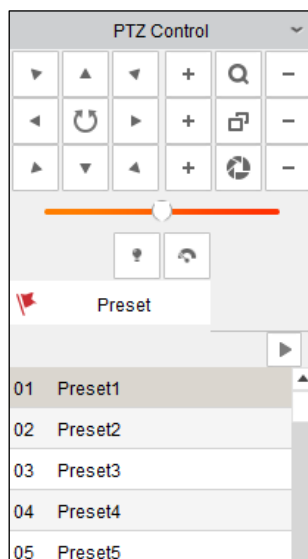 PTZ Control
Preset
01 Preset1
02 Preset2
03 Preset3
04 Preset4
05 Preset5